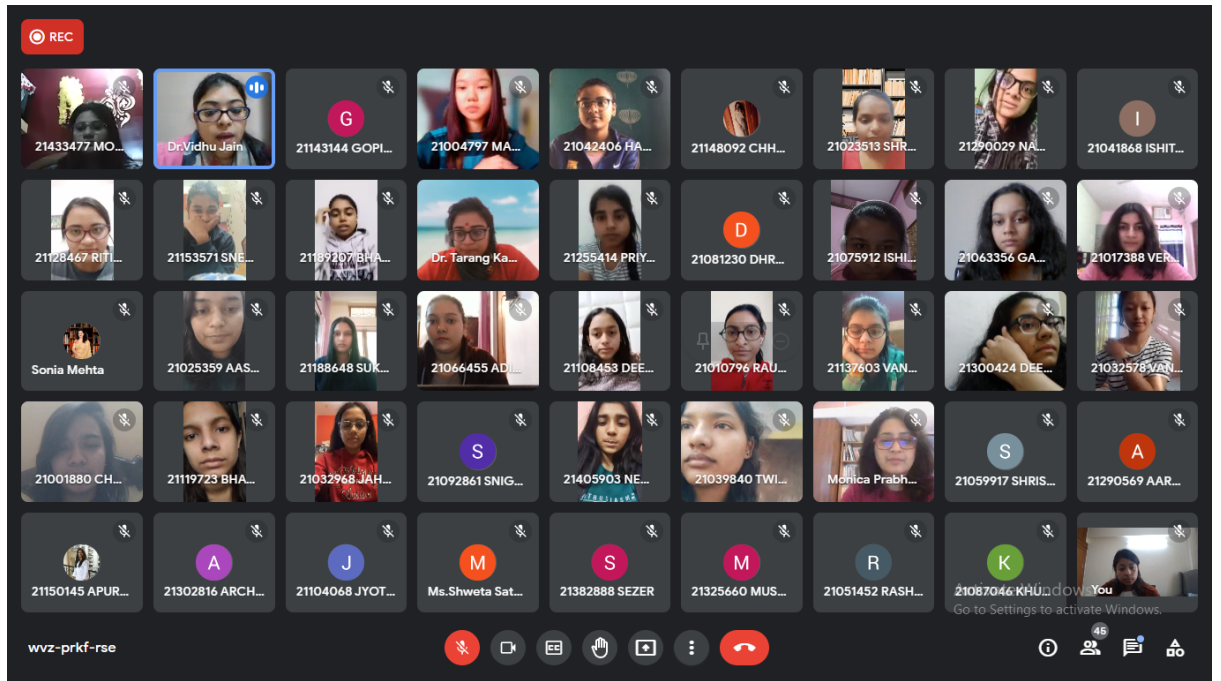 REC
21433477 MO...
Dr.Vidhu Jain
G
21143144 GOPI...
21004797 MA...
21042406 HA...
21148092 CHH...
21023513 SHR...
21290029 NA...
I
21041868 ISHIT...
21128467 RITI...
21153571 SNE...
21189207 BHA...
Dr. Tarang Ka...
21255414 PRIY...
D
21081230 DHR...
21075912 ISHI...
21063356 GA...
21017388 VER...
Sonia Mehta
21025359 AAS...
21188648 SUK...
21066455 ADI...
21108453 DEE...
21010796 RAU...
21137603 VAN...
21300424 DEE...
21032578 VAN...
21001880 CH...
21119723 BHA...
21032968 JAH...
S
21092861 SNIG...
21405903 NE...
21039840 TWI...
Monica Prabh...
S
21059917 SHRIS...
A
21290569 AAR...
21150145 APUR...
A
21302816 ARCH...
J
21104068 JYOT...
M
Ms.Shweta Sat...
S
21382888 SEZER
M
21325660 MUS...
R
21051452 RASH...
K
21087046 KHU...
You
Activate Windows
Go to Settings to activate Windows.
wvz-prkf-rse
CC
45